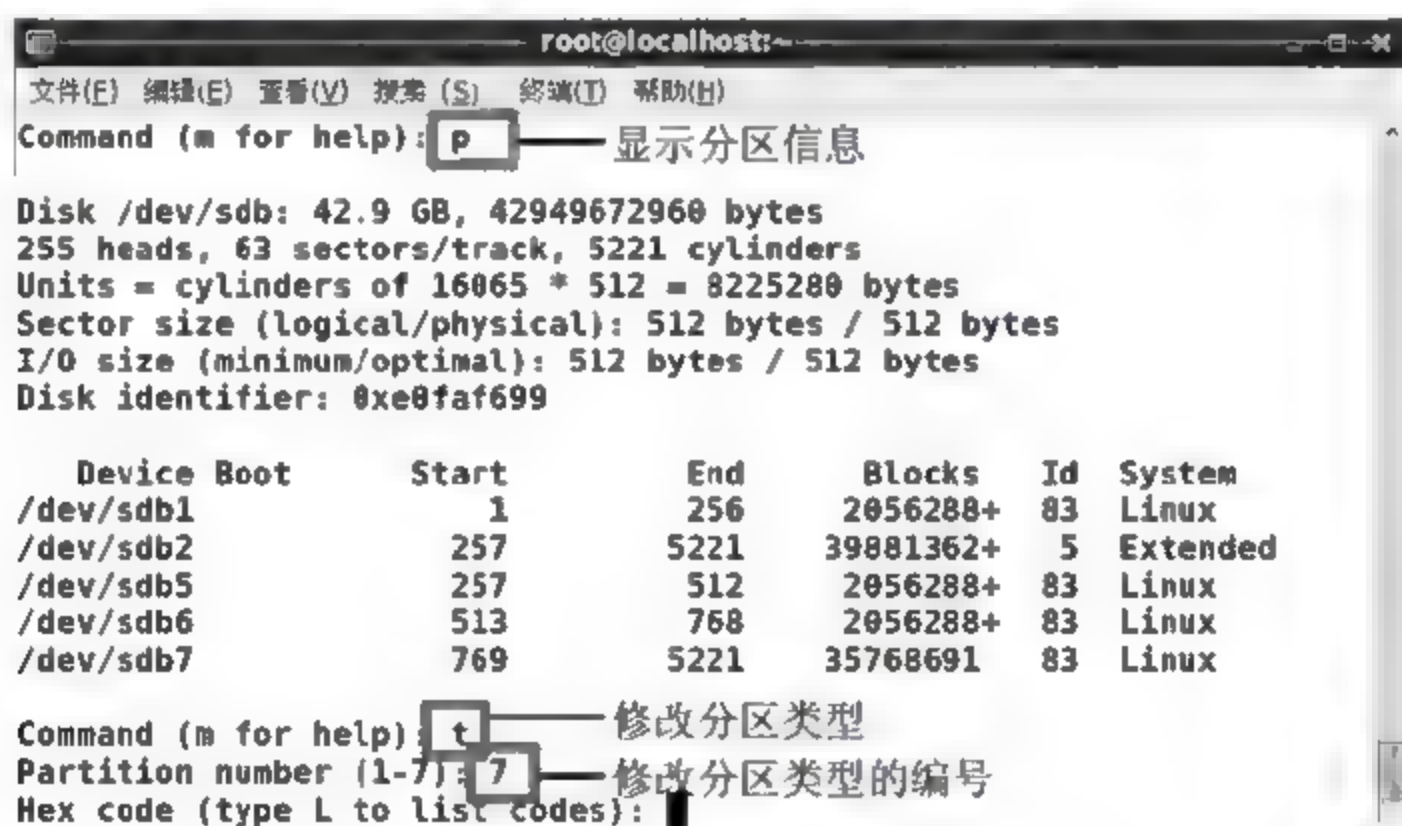 root@localhost:~
文件(F) 编辑(E) 查看(V) 搜索 (S) 终端(T) 帮助(H)
Command (m for help): p 显示分区信息
Disk /dev/sdb: 42.9 GB, 42949672960 bytes
255 heads, 63 sectors/track, 5221 cylinders
Units = cylinders of 16065 * 512 = 8225280 bytes
Sector size (logical/physical): 512 bytes / 512 bytes
I/O size (minimum/optimal): 512 bytes / 512 bytes
Disk identifier: 0xe0faf699
Device Boot Start End Blocks Id System
/dev/sdb1 1 256 2056288+ 83 Linux
/dev/sdb2 257 5221 39881362+ 5 Extended
/dev/sdb5 257 512 2056288+ 83 Linux
/dev/sdb6 513 768 2056288+ 83 Linux
/dev/sdb7 769 5221 35768691 83 Linux
Command (m for help): t 修改分区类型
Partition number (1-7): 7 修改分区类型的编号
Hex code (type L to list codes):